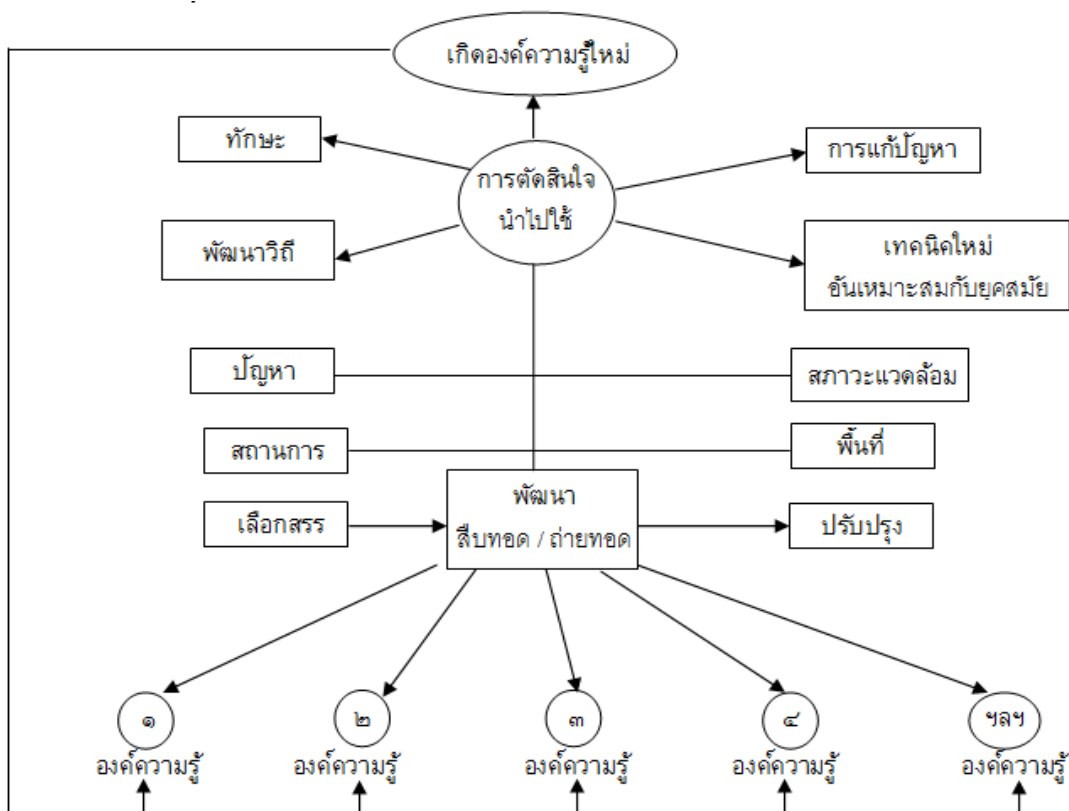 เกิดองค์ความรู้ใหม่
ทักษะ
การแก้ปัญหา
การตัดสินใจ
นำไปใช้
พัฒนาวิถี
เทคนิคใหม่
อันเหมาะสมกับยุคสมัย
ปัญหา
สภาวะแวดล้อม
สถานการ
พื้นที่
พัฒนา
สืบทอด / ถ่ายทอด
เลือกสรร
ปรับปรุง
๑
๒
๓
๔
ฯลฯ
องค์ความรู้
องค์ความรู้
องค์ความรู้
องค์ความรู้
องค์ความรู้